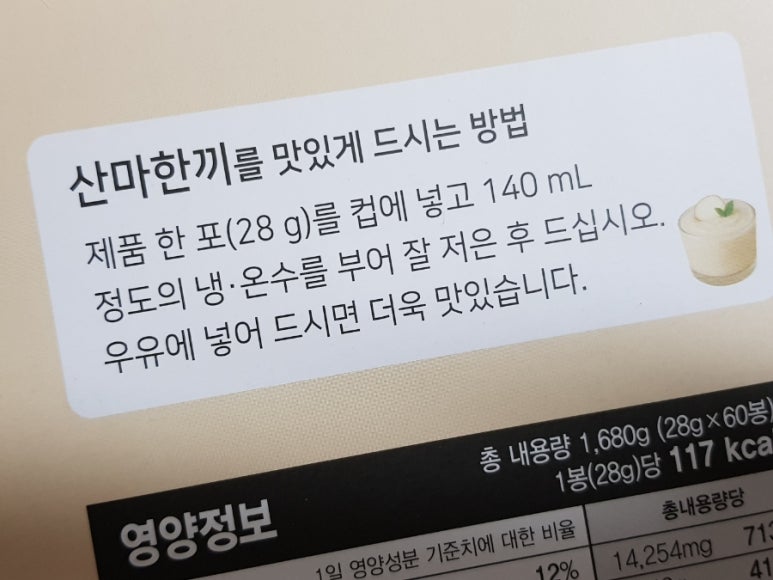 산마한끼를 맛있게 드시는 방법
제품 한 포(28 g)를 컵에 넣고 140 mL
정도의 냉·온수를 부어 잘 저은 후 드십시오.
우유에 넣어 드시면 더욱 맛있습니다.
총 내용량 1,680g (28g×60봉)
1봉(28g)당 117 kca
영양정보
1일 영양성분 기준치에 대한 비율
총내용량당
12%
14,254mg 713
41